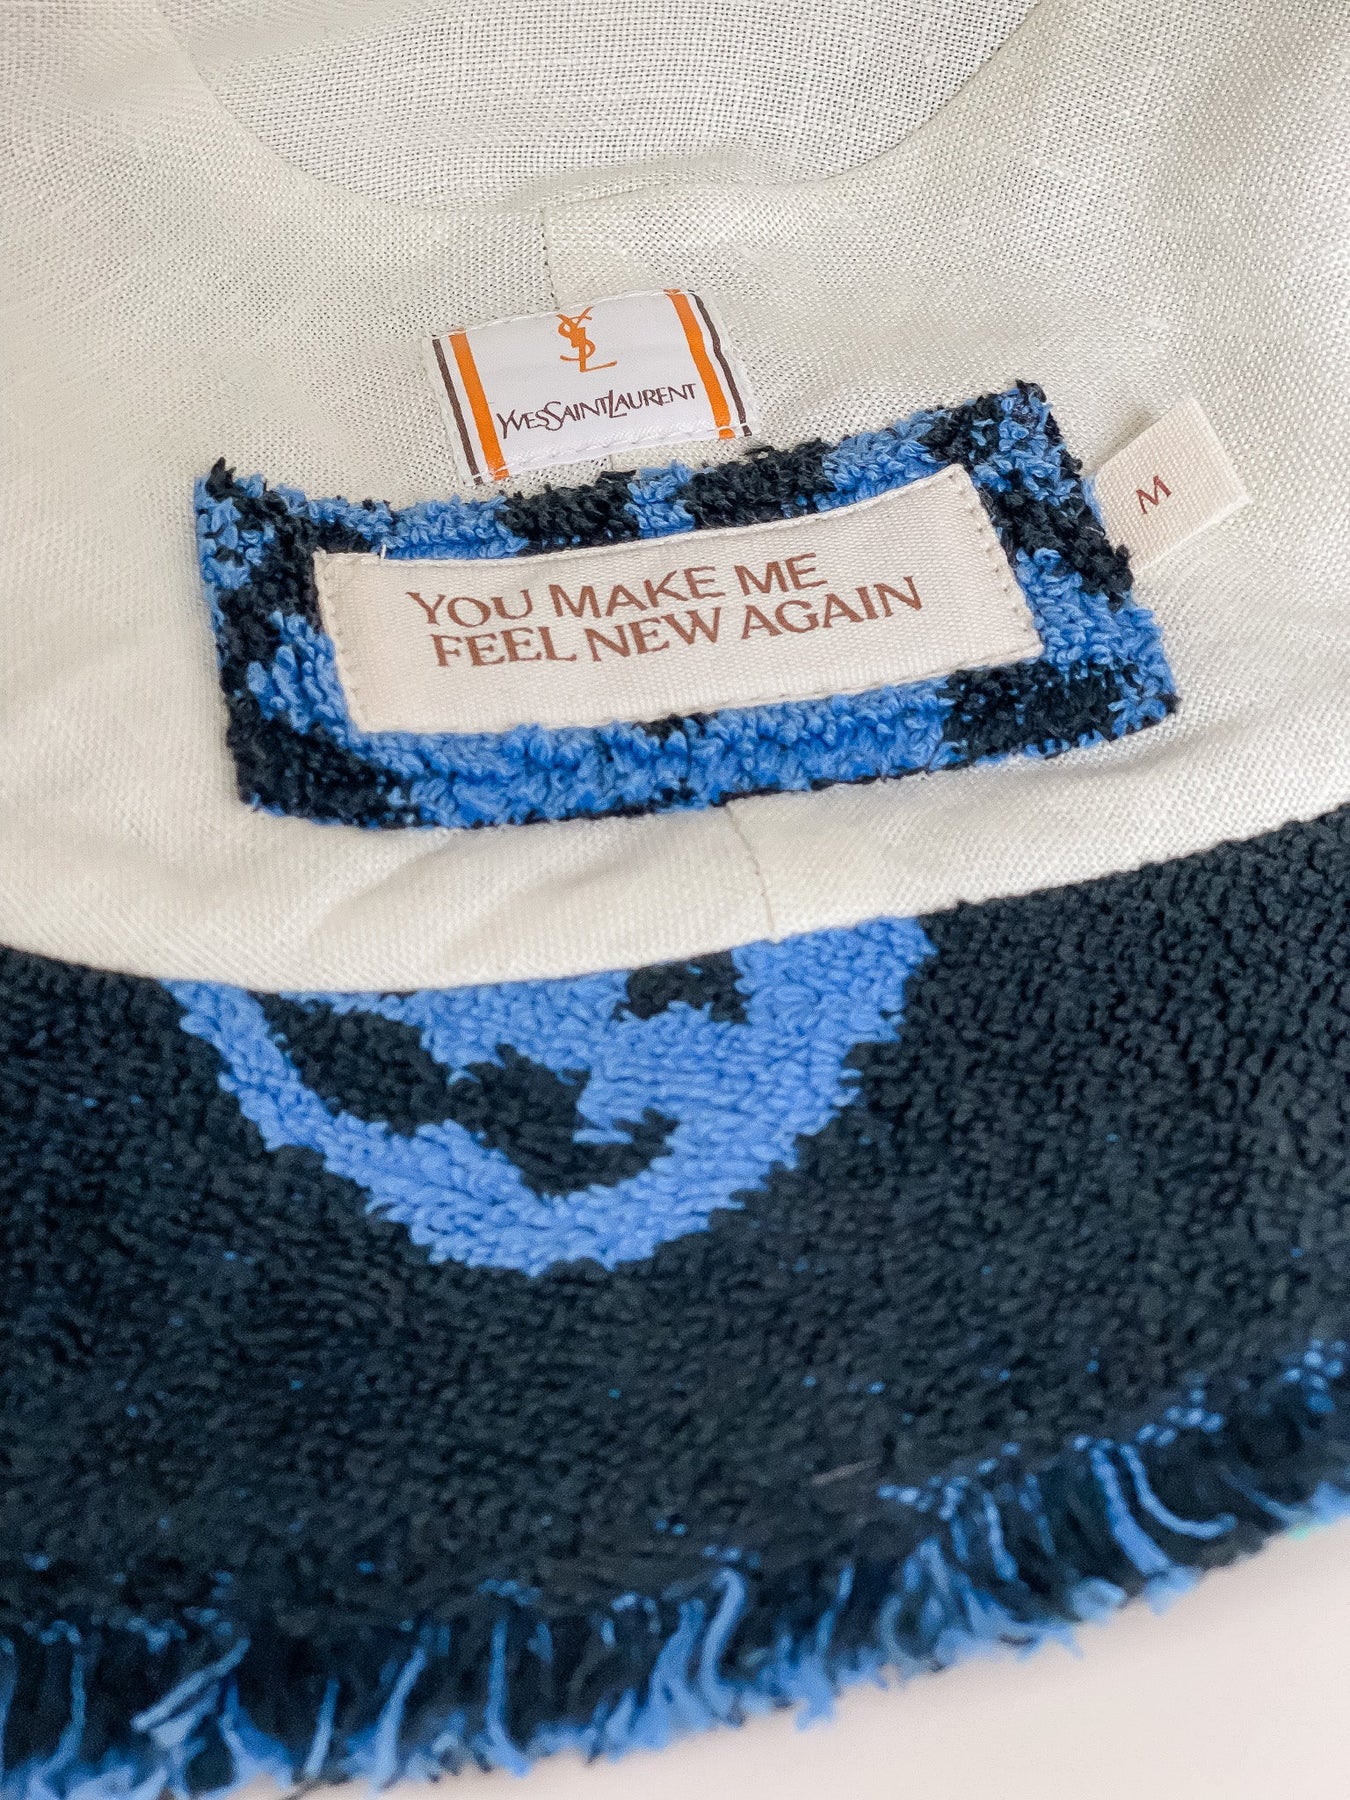 YSL
YVESSAINTLAURENT
M
YOU MAKE ME
FEEL NEW AGAIN